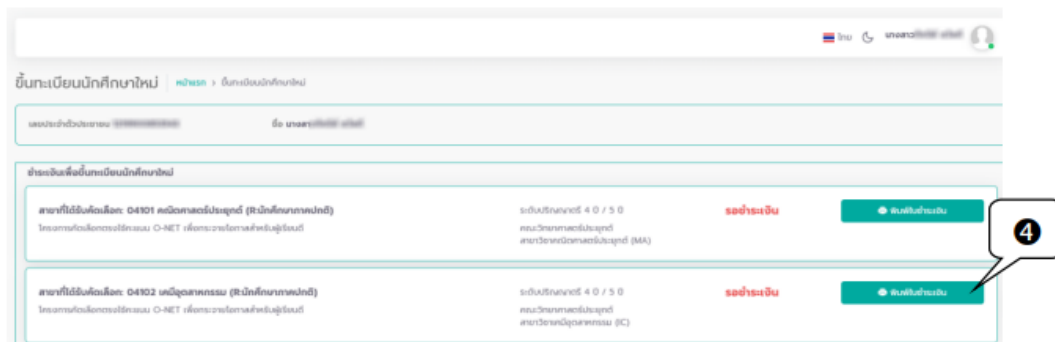 ไทย นางสาว
ขึ้นทะเบียนนักศึกษาใหม่ หน้าแรก > ขึ้นทะเบียนนักศึกษาใหม่
เลขประจำตัวประชาชน ชื่อ นางสาว
ชำระเงินเพื่อขึ้นทะเบียนนักศึกษาใหม่
สาขาที่ได้รับคัดเลือก: 04101 คณิตศาสตร์ประยุกต์ (R:นักศึกษาภาคปกติ) ระดับปริญญาตรี 4 0 / 5 0 รอชำระเงิน พิมพ์ใบชำระเงิน
โครงการคัดเลือกตรงใช้คะแนน O-NET เพื่อกระจายโอกาสสำหรับผู้เรียนดี คณะวิทยาศาสตร์ประยุกต์
สาขาวิชาคณิตศาสตร์ประยุกต์ (MA)
❹
สาขาที่ได้รับคัดเลือก: 04102 เคมีอุตสาหกรรม (R:นักศึกษาภาคปกติ) ระดับปริญญาตรี 4 0 / 5 0 รอชำระเงิน พิมพ์ใบชำระเงิน
โครงการคัดเลือกตรงใช้คะแนน O-NET เพื่อกระจายโอกาสสำหรับผู้เรียนดี คณะวิทยาศาสตร์ประยุกต์
สาขาวิชาเคมีอุตสาหกรรม (IC)